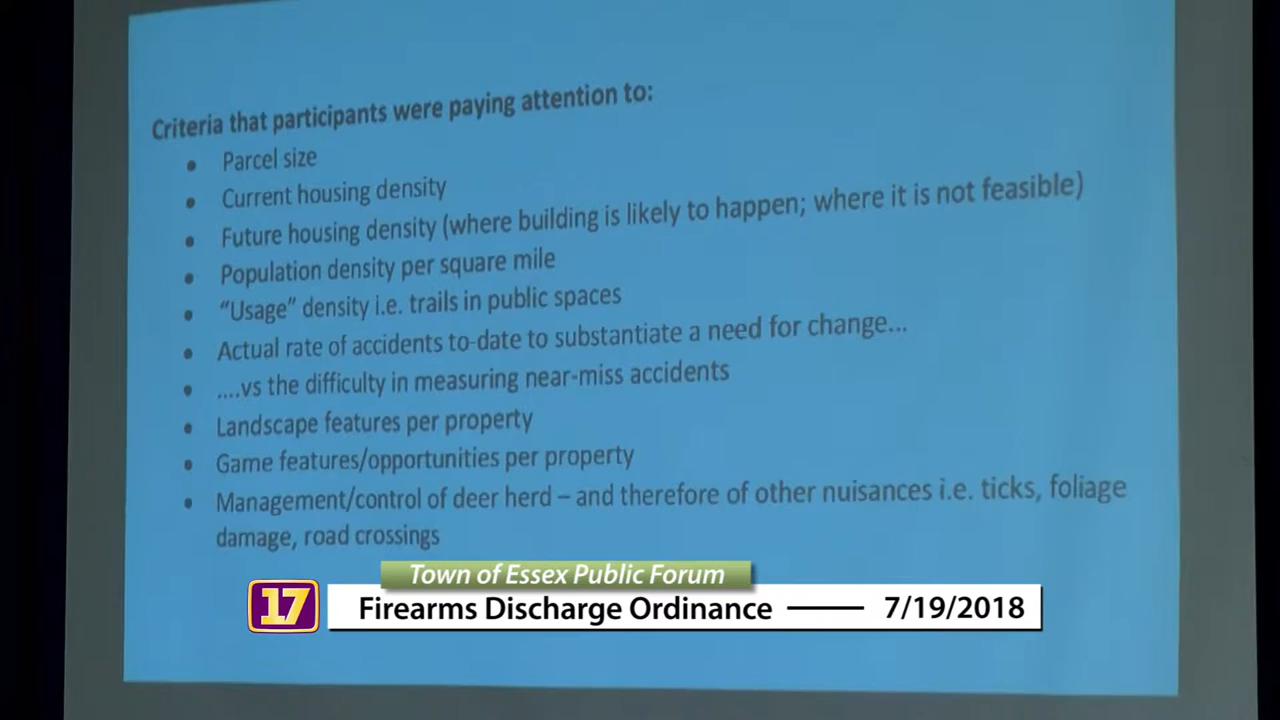 Criteria that participants were paying attention to:
• Parcel size
• Current housing density
• Future housing density (where building is likely to happen; where it is not feasible)
• Population density per square mile
• “Usage” density i.e. trails in public spaces
• Actual rate of accidents to-date to substantiate a need for change...
• ....vs the difficulty in measuring near-miss accidents
• Landscape features per property
• Game features/opportunities per property
• Management/control of deer herd – and therefore of other nuisances i.e. ticks, foliage
damage, road crossings
Town of Essex Public Forum
17
Firearms Discharge Ordinance —— 7/19/2018